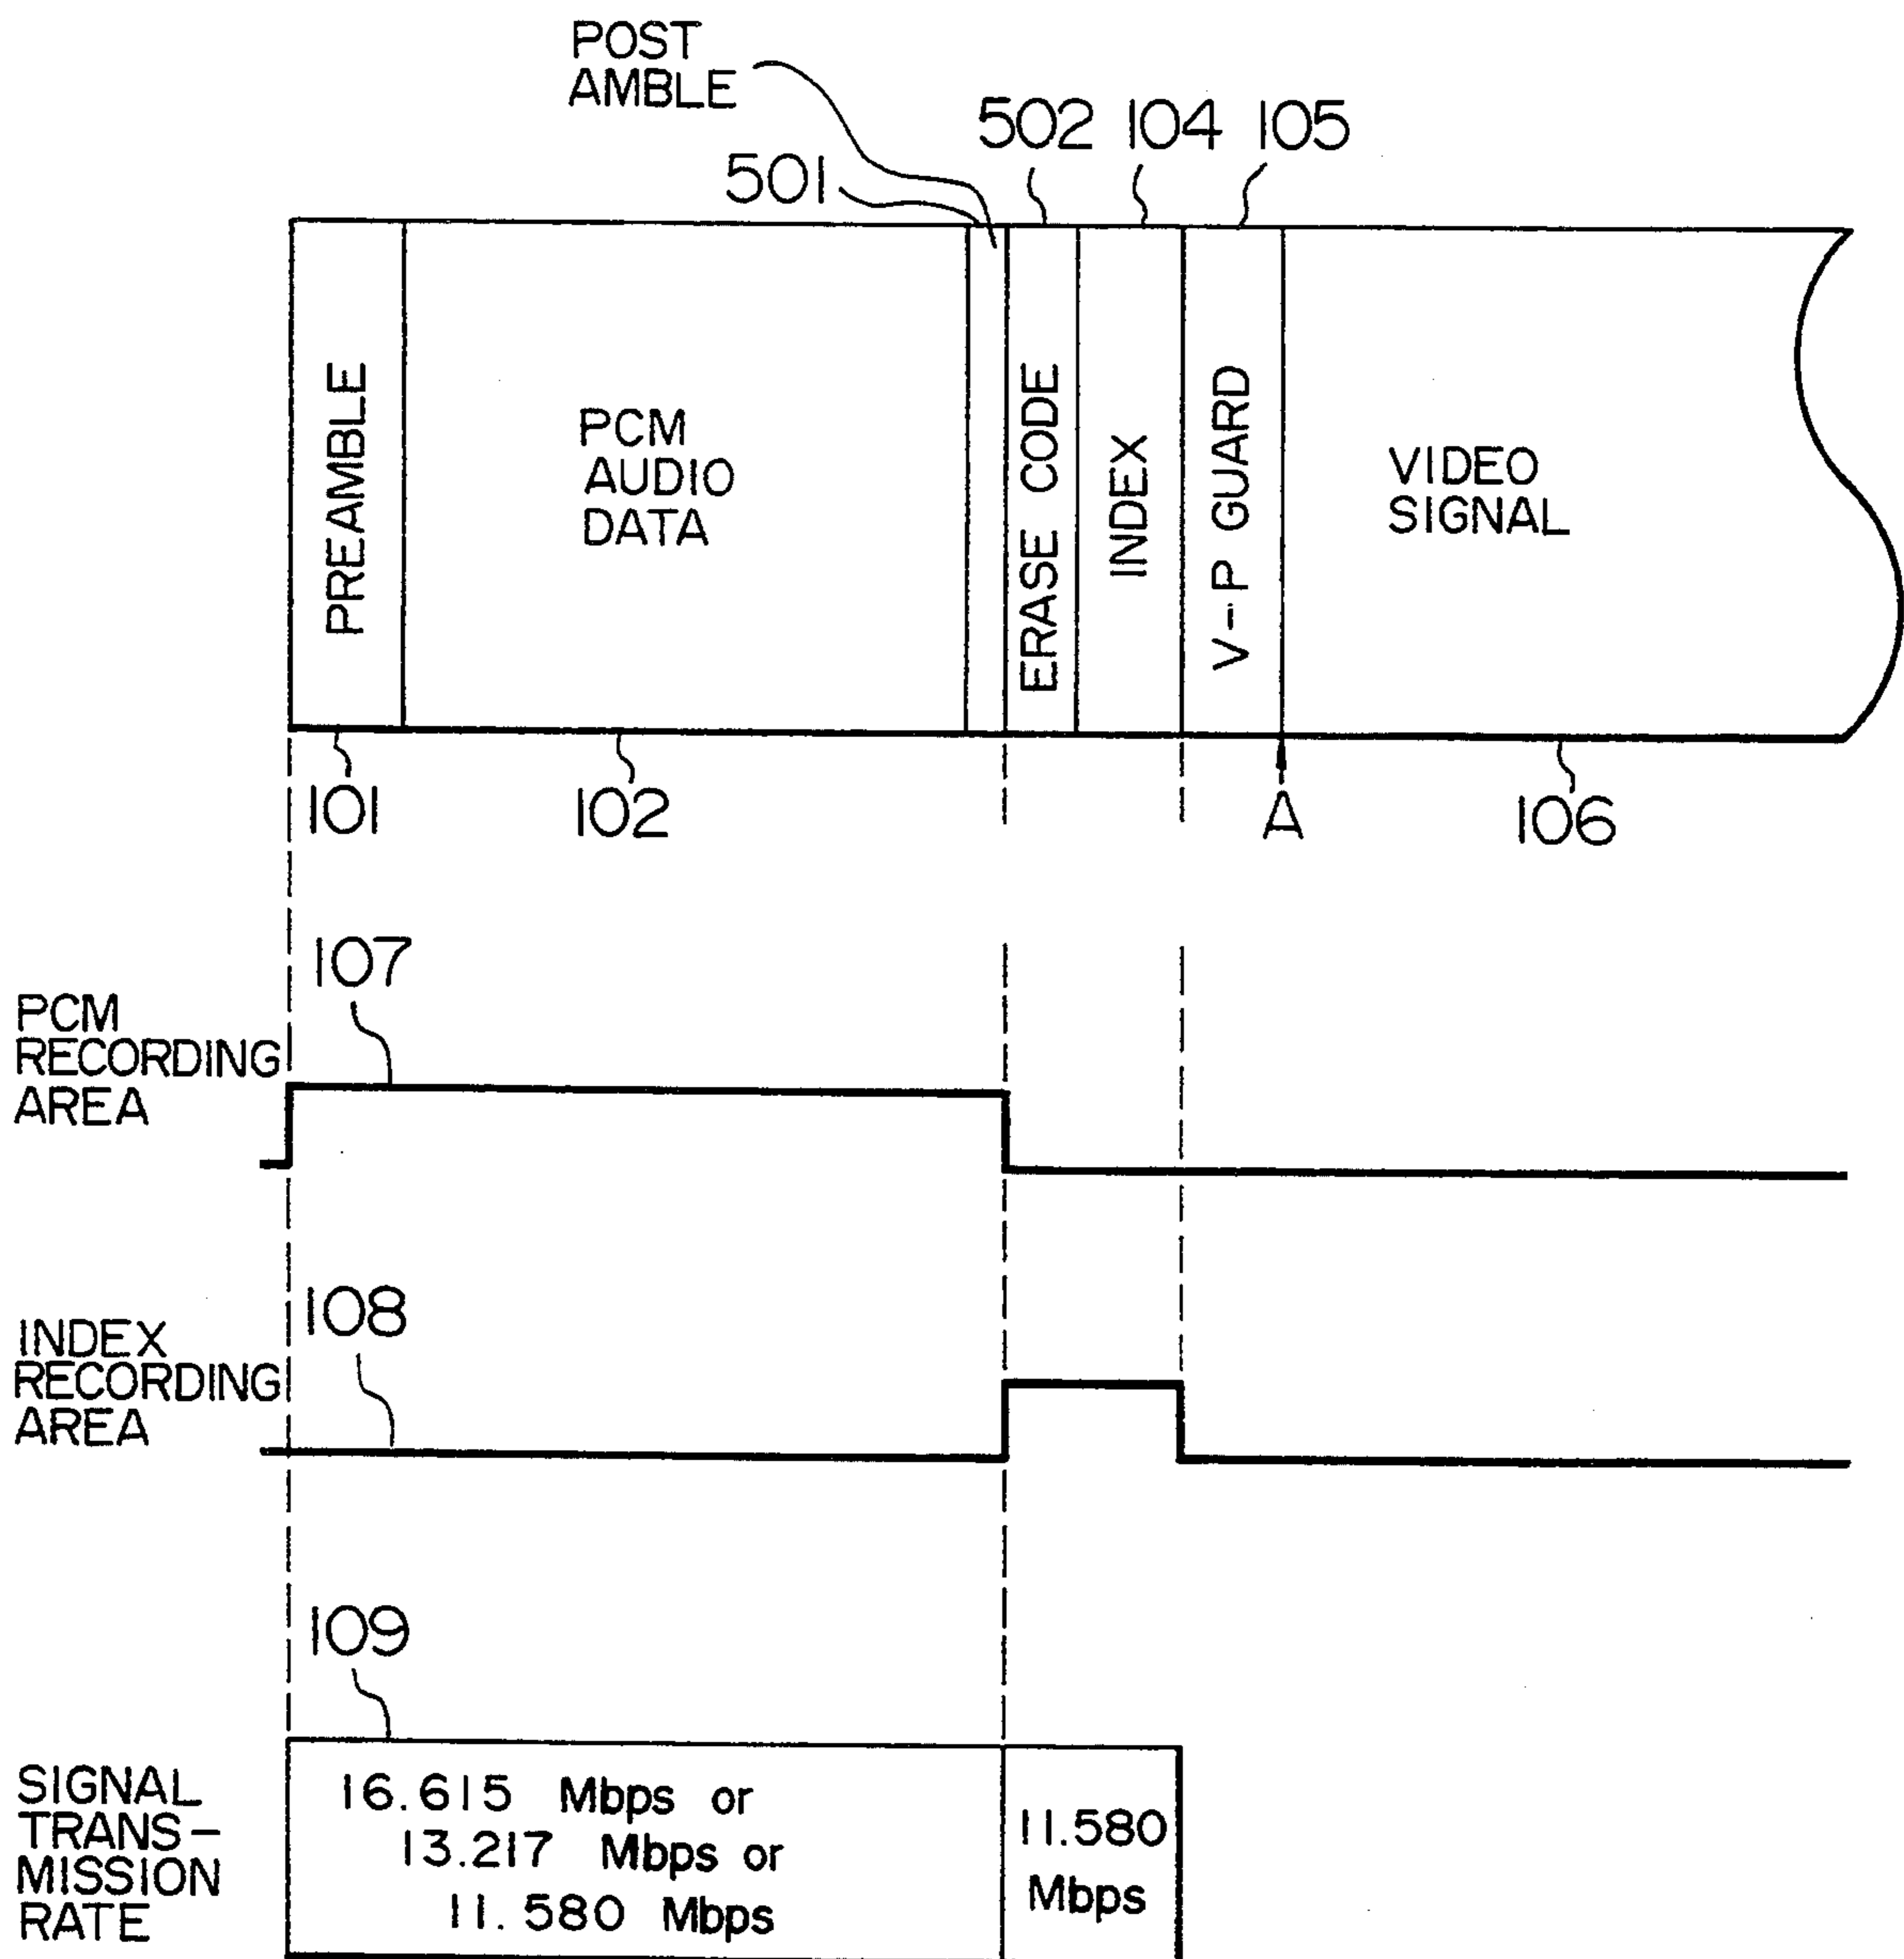 POST
AMBLE
501
502
104
105
PREAMBLE
PCM
AUDIO
DATA
ERASE CODE
INDEX
V-P GUARD
VIDEO
SIGNAL
101
102
A
106
107
PCM
RECORDING
AREA
108
INDEX
RECORDING
AREA
109
SIGNAL
TRANS-
MISSION
RATE
16.615 Mbps or
13.217 Mbps or
11.580 Mbps
11.580
Mbps